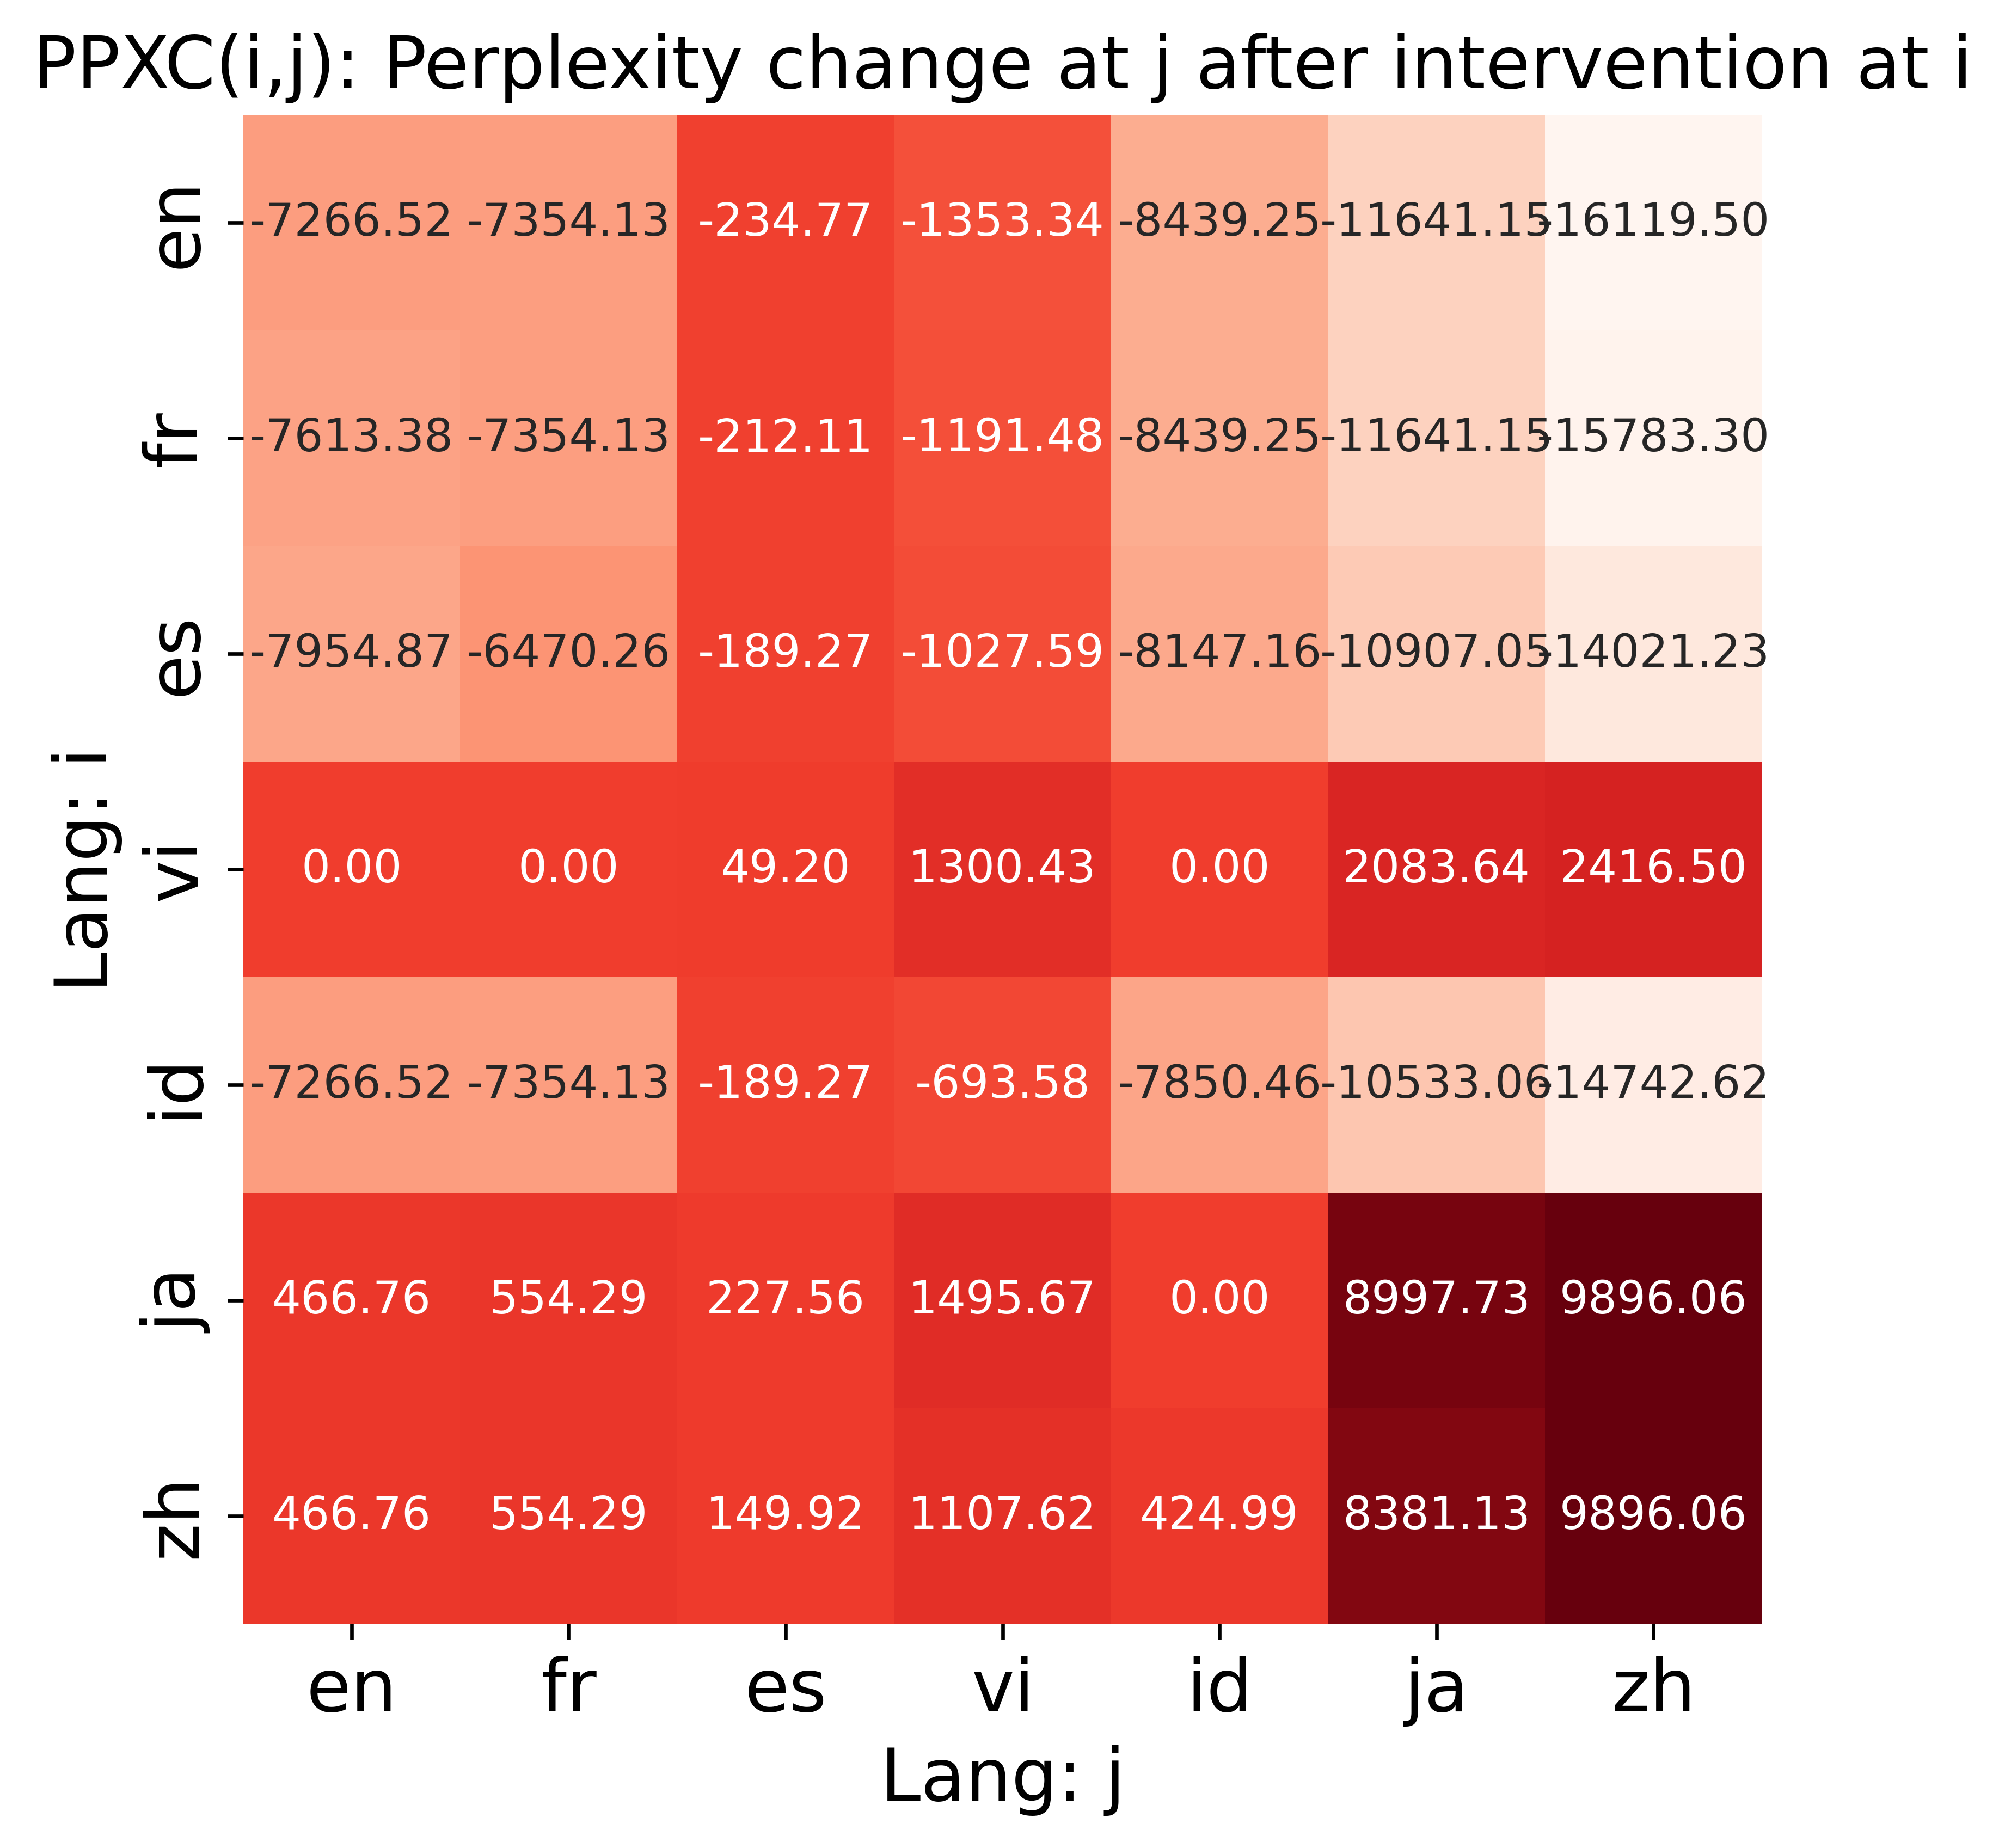 PPXC(i,j): Perplexity change at j after intervention at i
en -7266.52 -7354.13 -234.77 -1353.34 -8439.25 -11641.15 -16119.50
fr -7613.38 -7354.13 -212.11 -1191.48 -8439.25 -11641.15 -15783.30
es -7954.87 -6470.26 -189.27 -1027.59 -8147.16 -10907.05 -14021.23
Lang: i
vi 0.00 0.00 49.20 1300.43 0.00 2083.64 2416.50
id -7266.52 -7354.13 -189.27 -693.58 -7850.46 -10533.06 -14742.62
ja 466.76 554.29 227.56 1495.67 0.00 8997.73 9896.06
zh 466.76 554.29 149.92 1107.62 424.99 8381.13 9896.06
en fr es vi id ja zh
Lang: j